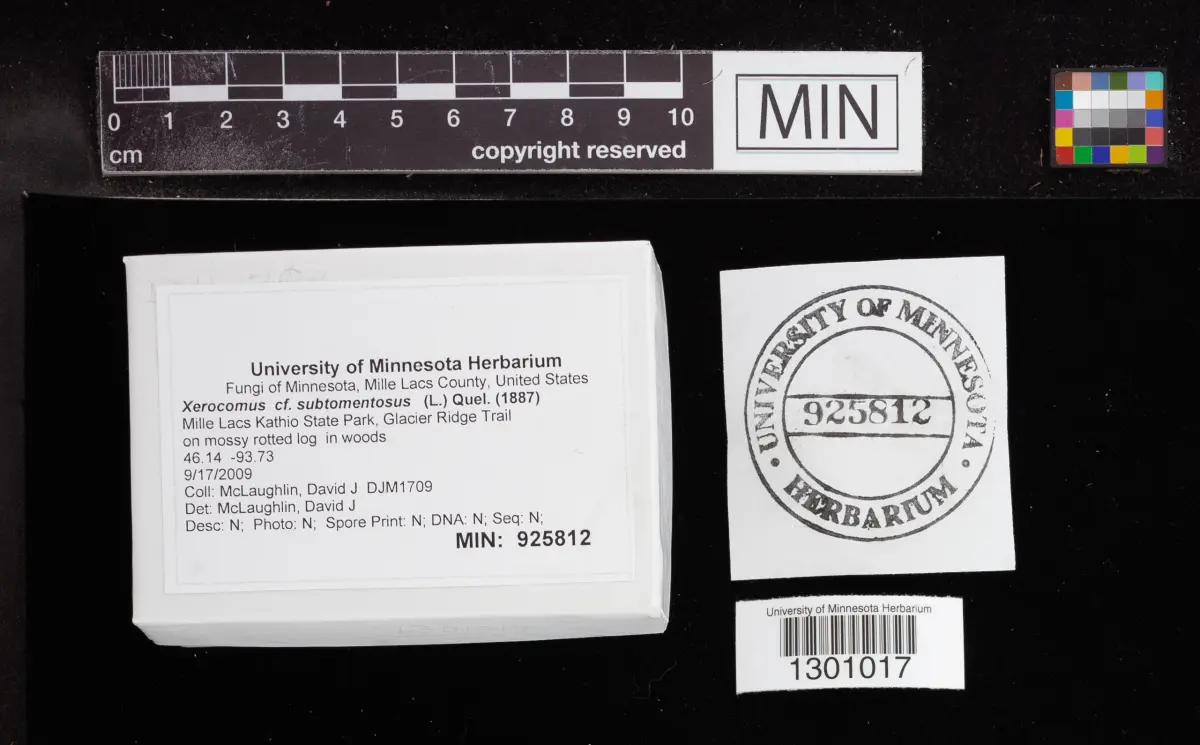 0 1 2 3 4 5 6 7 8 9 10
cm
copyright reserved
MIN
University of Minnesota Herbarium
Fungi of Minnesota, Mille Lacs County, United States
Xerocomus cf. subtomentosus (L.) Quel. (1887)
Mille Lacs Kathio State Park, Glacier Ridge Trail
on mossy rotted log in woods
46.14 -93.73
9/17/2009
Coll: McLaughlin, David J DJM1709
Det: McLaughlin, David J
Desc: N; Photo: N; Spore Print: N; DNA: N; Seq: N;
MIN: 925812
UNIVERSITY OF MINNESOTA
925812
• HERBARIUM •
University of Minnesota Herbarium
1301017